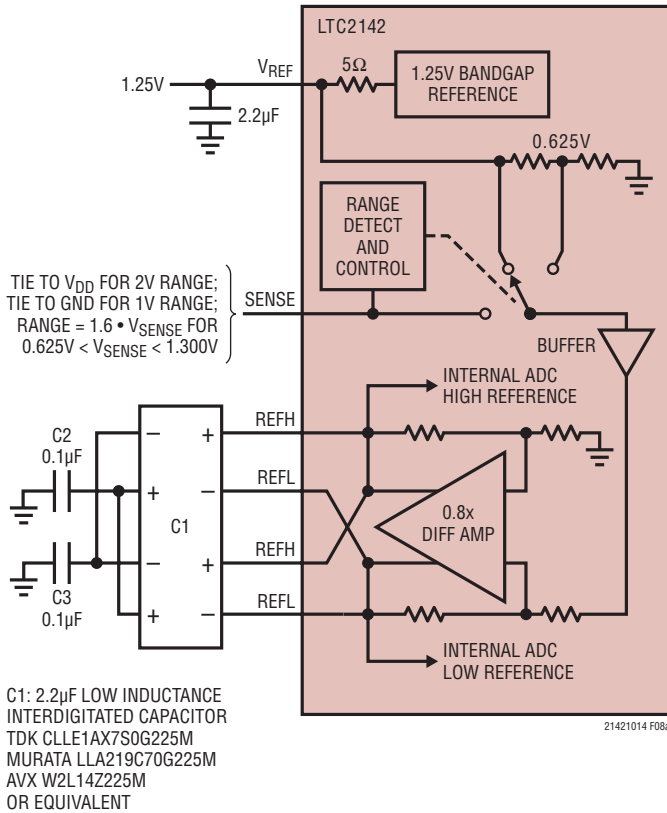 LTC2142
VREF
5Ω
1.25V BANDGAP
REFERENCE
1.25V
2.2µF
0.625V
RANGE
DETECT
AND
CONTROL
TIE TO VDD FOR 2V RANGE;
TIE TO GND FOR 1V RANGE;
RANGE = 1.6 • VSENSE FOR
0.625V < VSENSE < 1.300V
SENSE
BUFFER
INTERNAL ADC
HIGH REFERENCE
REFH
C2
0.1µF
REFL
0.8x
DIFF AMP
C1
REFH
C3
0.1µF
REFL
INTERNAL ADC
LOW REFERENCE
– +
+ –
– +
+ –
C1: 2.2µF LOW INDUCTANCE
INTERDIGITATED CAPACITOR
TDK CLLE1AX7S0G225M
MURATA LLA219C70G225M
AVX W2L14Z225M
OR EQUIVALENT
21421014 F08a